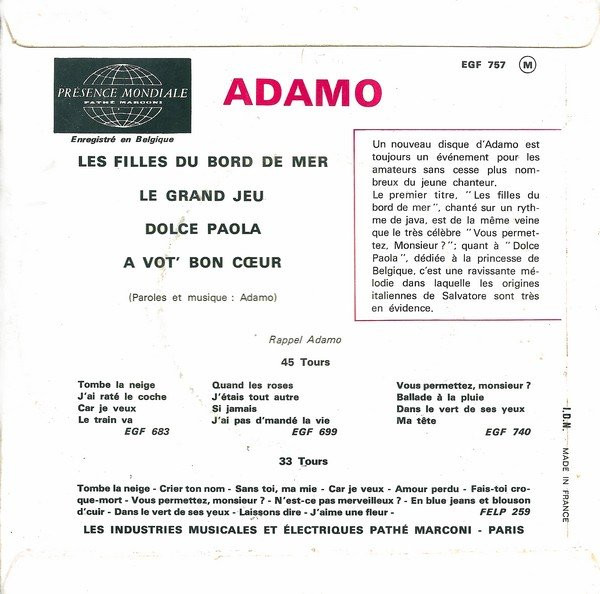 EGF 757 M
PRÉSENCE MONDIALE
PATHÉ MARCONI
Enregistré en Belgique
ADAMO
LES FILLES DU BORD DE MER
LE GRAND JEU
DOLCE PAOLA
A VOT' BON CŒUR
(Paroles et musique : Adamo)
Un nouveau disque d'Adamo est
toujours un événement pour les
amateurs sans cesse plus nom-
breux du jeune chanteur.
Le premier titre, "Les filles du
bord de mer", chanté sur un ryth-
me de java, est de la même veine
que le très célèbre "Vous permet-
tez, Monsieur ?"; quant à "Dolce
Paola", dédiée à la princesse de
Belgique, c'est une ravissante mé-
lodie dans laquelle les origines
italiennes de Salvatore sont très
en évidence.
Rappel Adamo
45 Tours
Tombe la neige
J'ai raté le coche
Car je veux
Le train va
EGF 683
Quand les roses
J'étais tout autre
Si jamais
J'ai pas d'mandé la vie
EGF 699
Vous permettez, monsieur ?
Ballade à la pluie
Dans le vert de ses yeux
Ma tête
EGF 740
33 Tours
Tombe la neige - Crier ton nom - Sans toi, ma mie - Car je veux - Amour perdu - Fais-toi cro-
que-mort - Vous permettez, monsieur ? - N'est-ce pas merveilleux ? - En blue jeans et blouson
d'cuir - Dans le vert de ses yeux - Laissons dire - J'aime une fleur -
FELP 259
LES INDUSTRIES MUSICALES ET ÉLECTRIQUES PATHÉ MARCONI - PARIS
I.D.N. MADE IN FRANCE